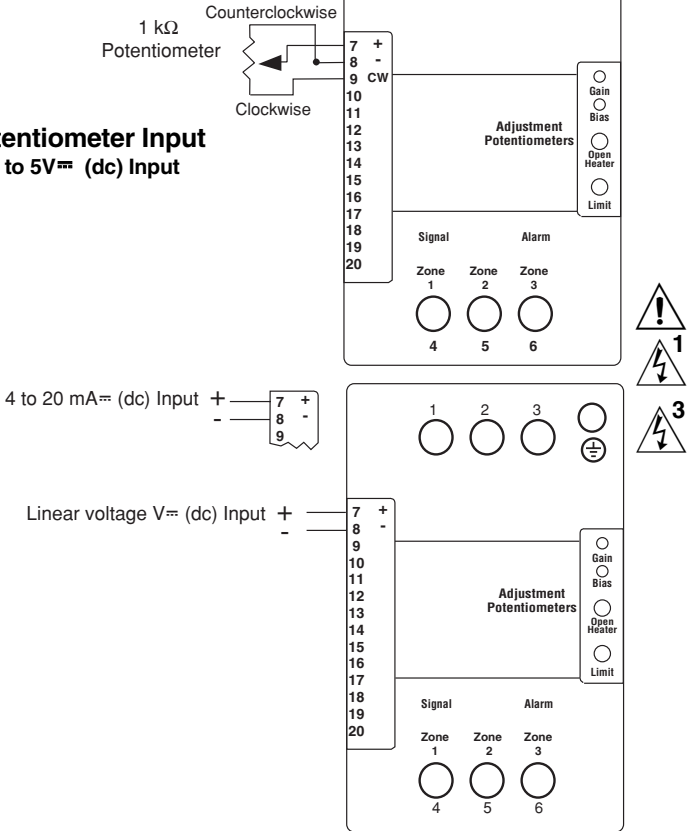 Counterclockwise
1 kΩ
Potentiometer
Clockwise
7 +
8 -
9 CW
10
11
12
13
14
15
16
17
18
19
20
Adjustment
Potentiometers
Gain
Bias
Open
Heater
Limit
Input
to 5V⎓ (dc) Input
Signal Alarm
Zone Zone Zone
1 2 3
4 5 6
!
1
3
4 to 20 mA⎓ (dc) Input + -
7 +
8 -
9
1 2 3
Linear voltage V⎓ (dc) Input + -
7 +
8 -
9
10
11
12
13
14
15
16
17
18
19
20
Adjustment
Potentiometers
Gain
Bias
Open
Heater
Limit
Signal Alarm
Zone Zone Zone
1 2 3
4 5 6